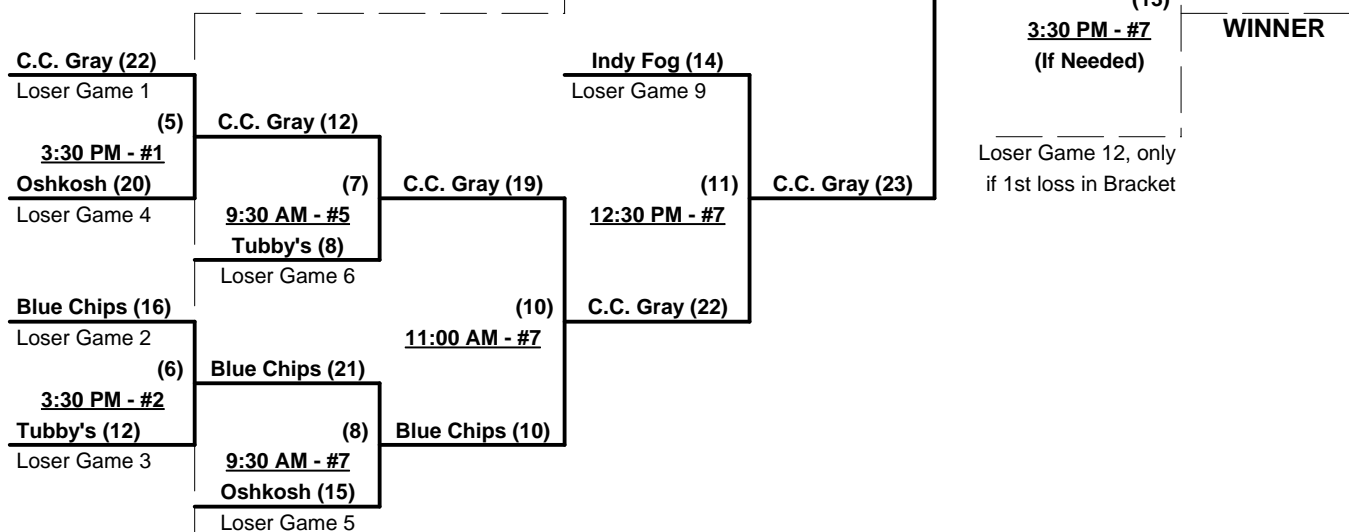 (13)
3:30 PM - #7
WINNER
(If Needed)
C.C. Gray (22)
Loser Game 1
Indy Fog (14)
Loser Game 9
(5)
C.C. Gray (12)
3:30 PM - #1
Loser Game 12, only
if 1st loss in Bracket
Oshkosh (20)
Loser Game 4
(7)
C.C. Gray (19)
(11)
C.C. Gray (23)
9:30 AM - #5
12:30 PM - #7
Tubby's (8)
Loser Game 6
Blue Chips (16)
Loser Game 2
(10)
C.C. Gray (22)
11:00 AM - #7
(6)
Blue Chips (21)
3:30 PM - #2
Tubby's (12)
Loser Game 3
(8)
Blue Chips (10)
9:30 AM - #7
Oshkosh (15)
Loser Game 5